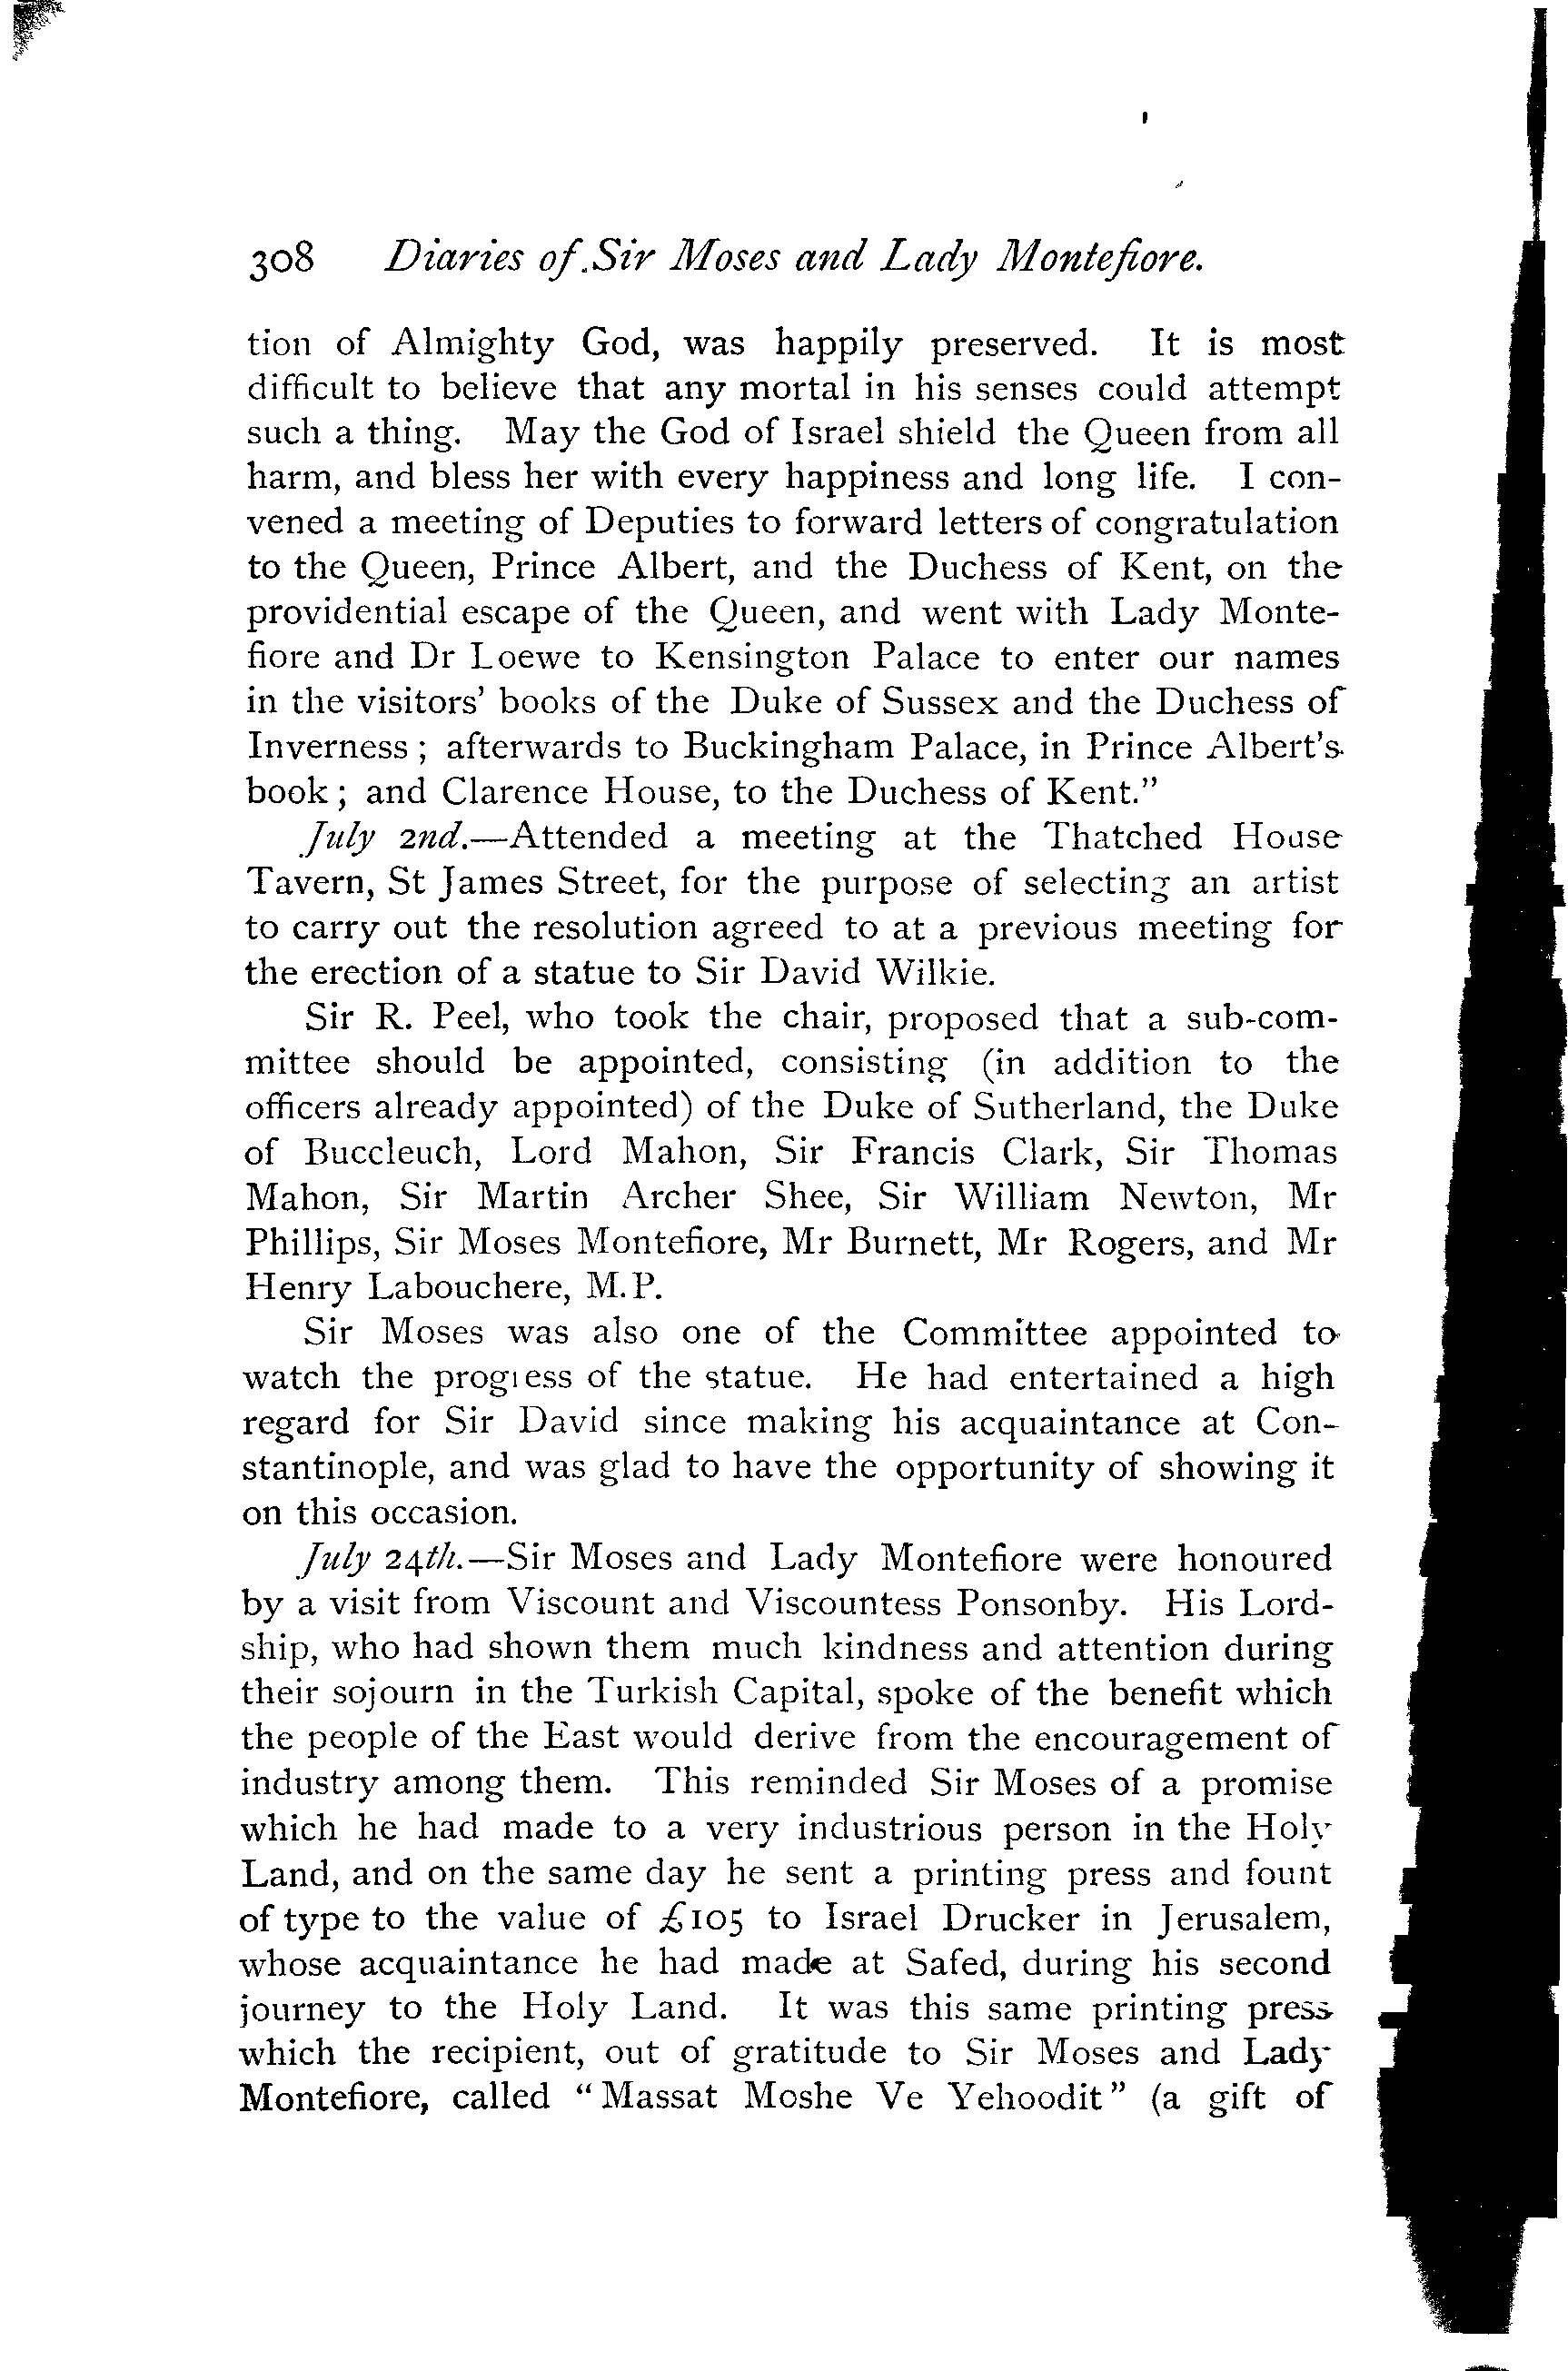 308 Diaries of Sir Moses and Lady Montefiore.
tion of Almighty God, was happily preserved. It is most
difficult to believe that any mortal in his senses could attempt
such a thing. May the God of Israel shield the Queen from all
harm, and bless her with every happiness and long life. I con-
vened a meeting of Deputies to forward letters of congratulation
to the Queen, Prince Albert, and the Duchess of Kent, on the
providential escape of the Queen, and went with Lady Monte-
fiore and Dr Loewe to Kensington Palace to enter our names
in the visitors' books of the Duke of Sussex and the Duchess of
Inverness ; afterwards to Buckingham Palace, in Prince Albert's
book ; and Clarence House, to the Duchess of Kent."
July 2nd.—Attended a meeting at the Thatched House
Tavern, St James Street, for the purpose of selecting an artist
to carry out the resolution agreed to at a previous meeting for
the erection of a statue to Sir David Wilkie.
Sir R. Peel, who took the chair, proposed that a sub-com-
mittee should be appointed, consisting (in addition to the
officers already appointed) of the Duke of Sutherland, the Duke
of Buccleuch, Lord Mahon, Sir Francis Clark, Sir Thomas
Mahon, Sir Martin Archer Shee, Sir William Newton, Mr
Phillips, Sir Moses Montefiore, Mr Burnett, Mr Rogers, and Mr
Henry Labouchere, M.P.
Sir Moses was also one of the Committee appointed to
watch the progress of the statue. He had entertained a high
regard for Sir David since making his acquaintance at Con-
stantinople, and was glad to have the opportunity of showing it
on this occasion.
July 24th.—Sir Moses and Lady Montefiore were honoured
by a visit from Viscount and Viscountess Ponsonby. His Lord-
ship, who had shown them much kindness and attention during
their sojourn in the Turkish Capital, spoke of the benefit which
the people of the East would derive from the encouragement of
industry among them. This reminded Sir Moses of a promise
which he had made to a very industrious person in the Holy
Land, and on the same day he sent a printing press and fount
of type to the value of £105 to Israel Drucker in Jerusalem,
whose acquaintance he had made at Safed, during his second
journey to the Holy Land. It was this same printing press
which the recipient, out of gratitude to Sir Moses and Lady
Montefiore, called "Massat Moshe Ve Yehoodit" (a gift of